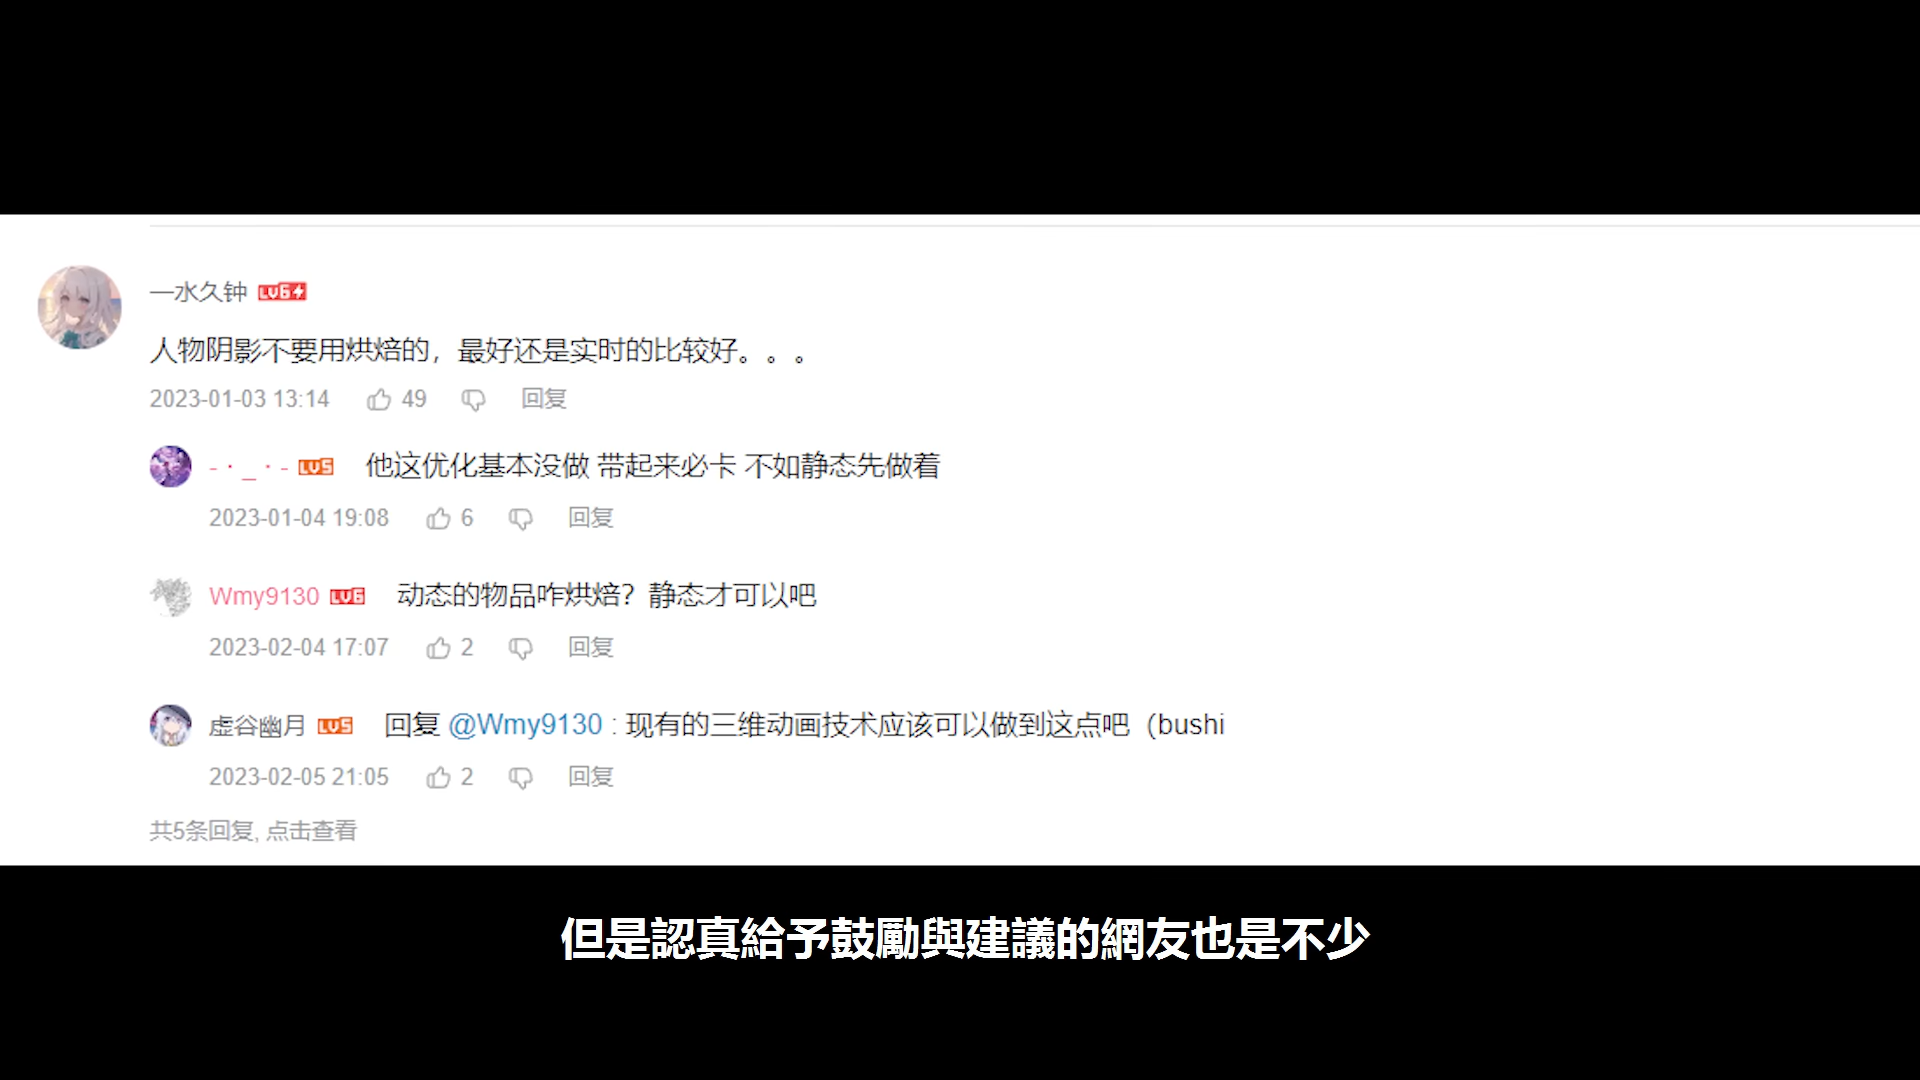 一水久钟 LV6
人物阴影不要用烘焙的，最好还是实时的比较好。。。
2023-01-03 13:14 49 回复
-·_·- LV5 他这优化基本没做 带起来必卡 不如静态先做着
2023-01-04 19:08 6 回复
Wmy9130 LV6 动态的物品咋烘焙？静态才可以吧
2023-02-04 17:07 2 回复
虚谷幽月 LV5 回复 @Wmy9130 : 现有的三维动画技术应该可以做到这点吧（bushi
2023-02-05 21:05 2 回复
共5条回复, 点击查看
但是認真給予鼓勵與建議的網友也是不少